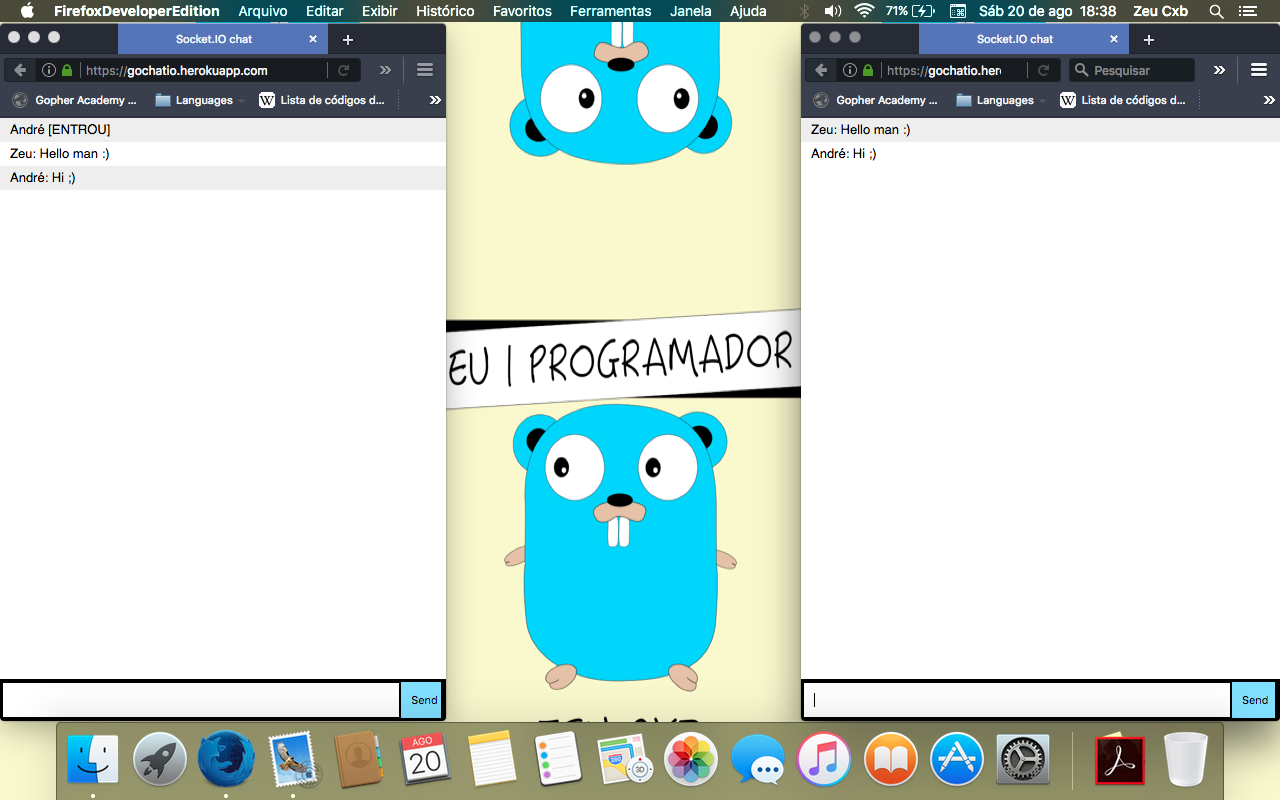 FirefoxDeveloperEdition Arquivo Editar Exibir Histórico Favoritos Ferramentas Janela Ajuda 71% Sáb 20 de ago 18:38 Zeu Cxb
Socket.IO chat
https://gochatio.herokuapp.com
Gopher Academy ... Languages W Lista de códigos d...
André [ENTROU]
Zeu: Hello man :)
André: Hi ;)
Send
EU | PROGRAMADOR
Socket.IO chat
https://gochatio.her Pesquisar
Gopher Academy ... Languages W Lista de códigos d...
Zeu: Hello man :)
André: Hi ;)
Send
AGO
20
280
3D